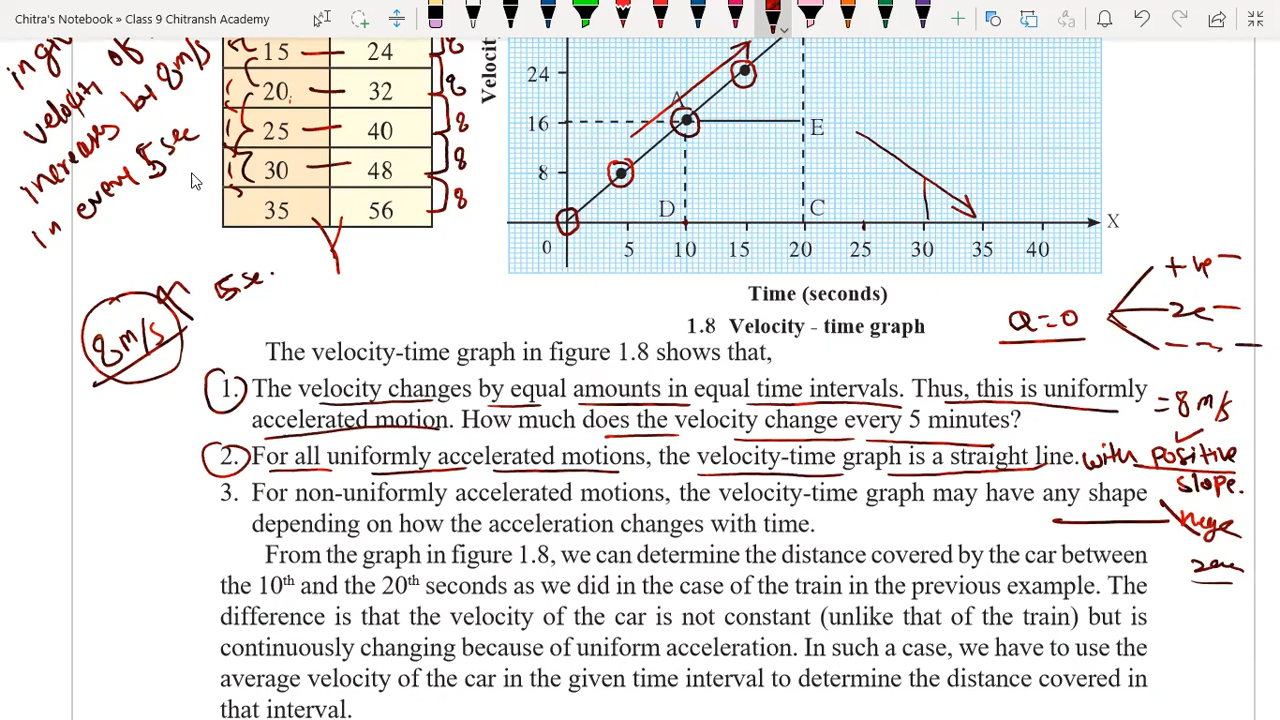 Chitra's Notebook » Class 9 Chitransh Academy
in gi
velocity of
increases by 8m/s
in every 5 sec
15 24 8
20 32 8
25 40 8
30 48 8
35 56 8
Velocit
24
16
8
A
E
D
C
X
0 5 10 15 20 25 30 35 40
Time (seconds)
1.8 Velocity - time graph
8m/s
5 se.
a=0
The velocity-time graph in figure 1.8 shows that,
1. The velocity changes by equal amounts in equal time intervals. Thus, this is uniformly
accelerated motion. How much does the velocity change every 5 minutes?
= 8 m/s
2. For all uniformly accelerated motions, the velocity-time graph is a straight line. with positive
slope.
3. For non-uniformly accelerated motions, the velocity-time graph may have any shape
depending on how the acceleration changes with time.
From the graph in figure 1.8, we can determine the distance covered by the car between
the 10th and the 20th seconds as we did in the case of the train in the previous example. The
difference is that the velocity of the car is not constant (unlike that of the train) but is
continuously changing because of uniform acceleration. In such a case, we have to use the
average velocity of the car in the given time interval to determine the distance covered in
that interval.